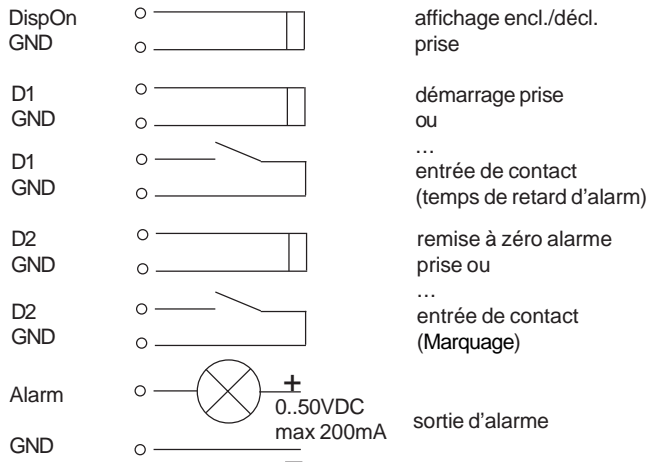 DispOn affichage encl./décl.
GND prise
D1 démarrage prise
GND ou
...
D1 entrée de contact
GND (temps de retard d’alarm)
D2 remise à zéro alarme
GND prise ou
...
D2 entrée de contact
GND (Marquage)
Alarm +
0..50VDC sortie d’alarme
max 200mA
GND